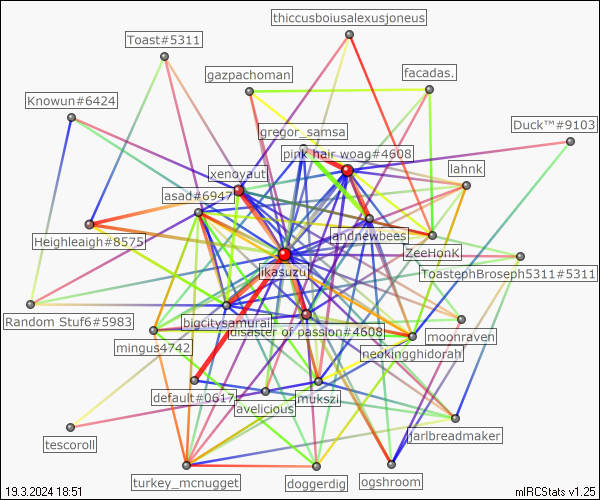 thiccusboiusalexusjoneus
Toast#5311
gazpachoman
facadas.
Knowun#6424
gregor_samsa
Duck™#9103
pink hair woag#4608
xenoyaut
lahnk
asad#6947
Heighleaigh#8575
andnewbees
ZeeHonK
likasuzu
ToastephBroseph5311#5311
Random Stuf6#5983
bigcitysamurai
disaster of passion#4608
moonraven
mingus4742
neokingghidorah
default#0617
mukszi
avelicious
tescoroll
jarlbreadmaker
turkey_mcnugget
doggerdig
ogshroom
19.3.2024 18:51
mIRCStats v1.25